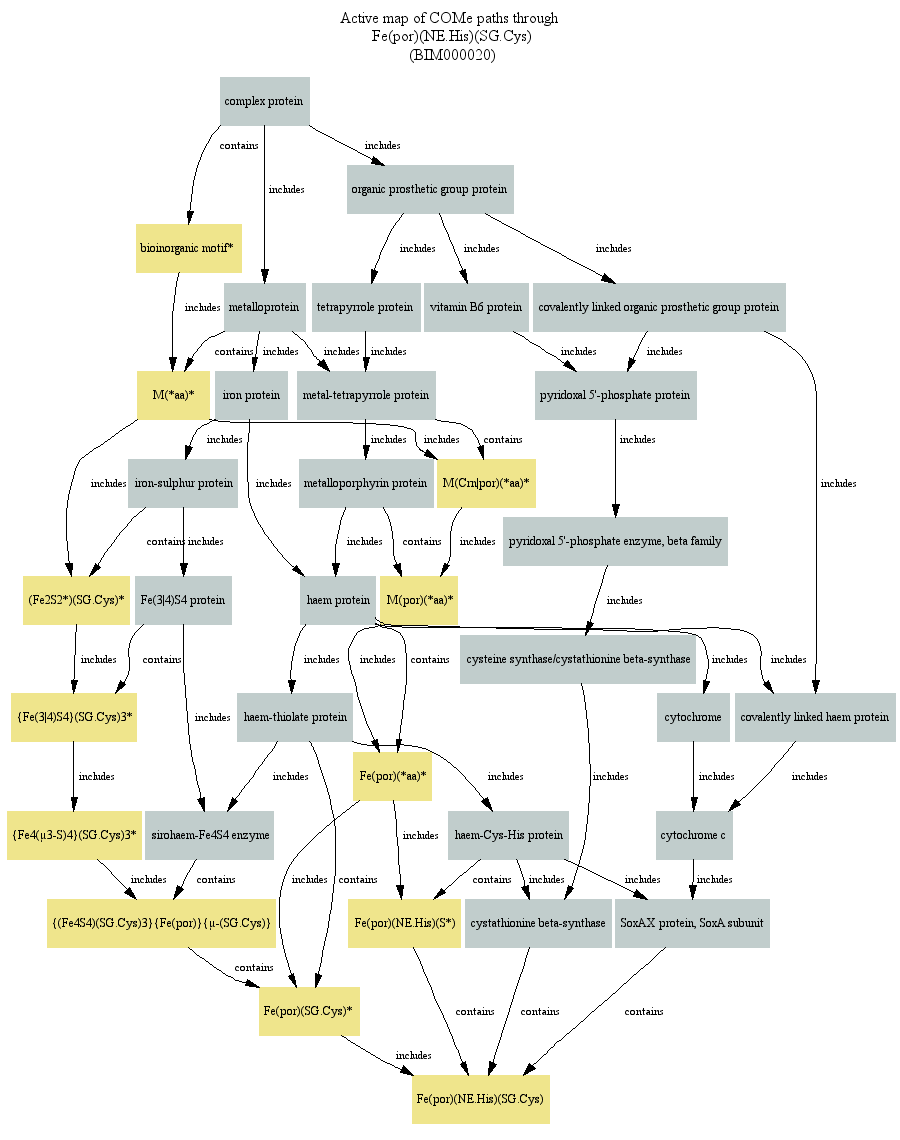 Active map of COMe paths through
Fe(por)(NE.His)(SG.Cys)
(BIM000020)
complex protein
contains
includes
includes
organic prosthetic group protein
bioinorganic motif*
includes
includes
includes
includes
metalloprotein
tetrapyrrole protein
vitamin B6 protein
covalently linked organic prosthetic group protein
contains
includes
includes
includes
includes
includes
M(*aa)*
iron protein
metal-tetrapyrrole protein
pyridoxal 5'-phosphate protein
includes
includes
includes
contains
includes
includes
includes
includes
iron-sulphur protein
metalloporphyrin protein
M(Crn|por)(*aa)*
contains
includes
includes
contains
includes
pyridoxal 5'-phosphate enzyme, beta family
(Fe2S2*)(SG.Cys)*
Fe(3|4)S4 protein
haem protein
M(por)(*aa)*
includes
includes
contains
includes
includes
contains
cysteine synthase/cystathionine beta-synthase
includes
includes
{Fe(3|4)S4}(SG.Cys)3*
includes
haem-thiolate protein
cytochrome
covalently linked haem protein
includes
includes
Fe(por)(*aa)*
includes
includes
includes
includes
{Fe4(µ3-S)4}(SG.Cys)3*
sirohaem-Fe4S4 enzyme
includes
haem-Cys-His protein
cytochrome c
includes
contains
includes
contains
contains
includes
includes
includes
{(Fe4S4)(SG.Cys)3}{Fe(por)}{µ-(SG.Cys)}
Fe(por)(NE.His)(S*)
cystathionine beta-synthase
SoxAX protein, SoxA subunit
contains
Fe(por)(SG.Cys)*
contains
contains
contains
includes
Fe(por)(NE.His)(SG.Cys)